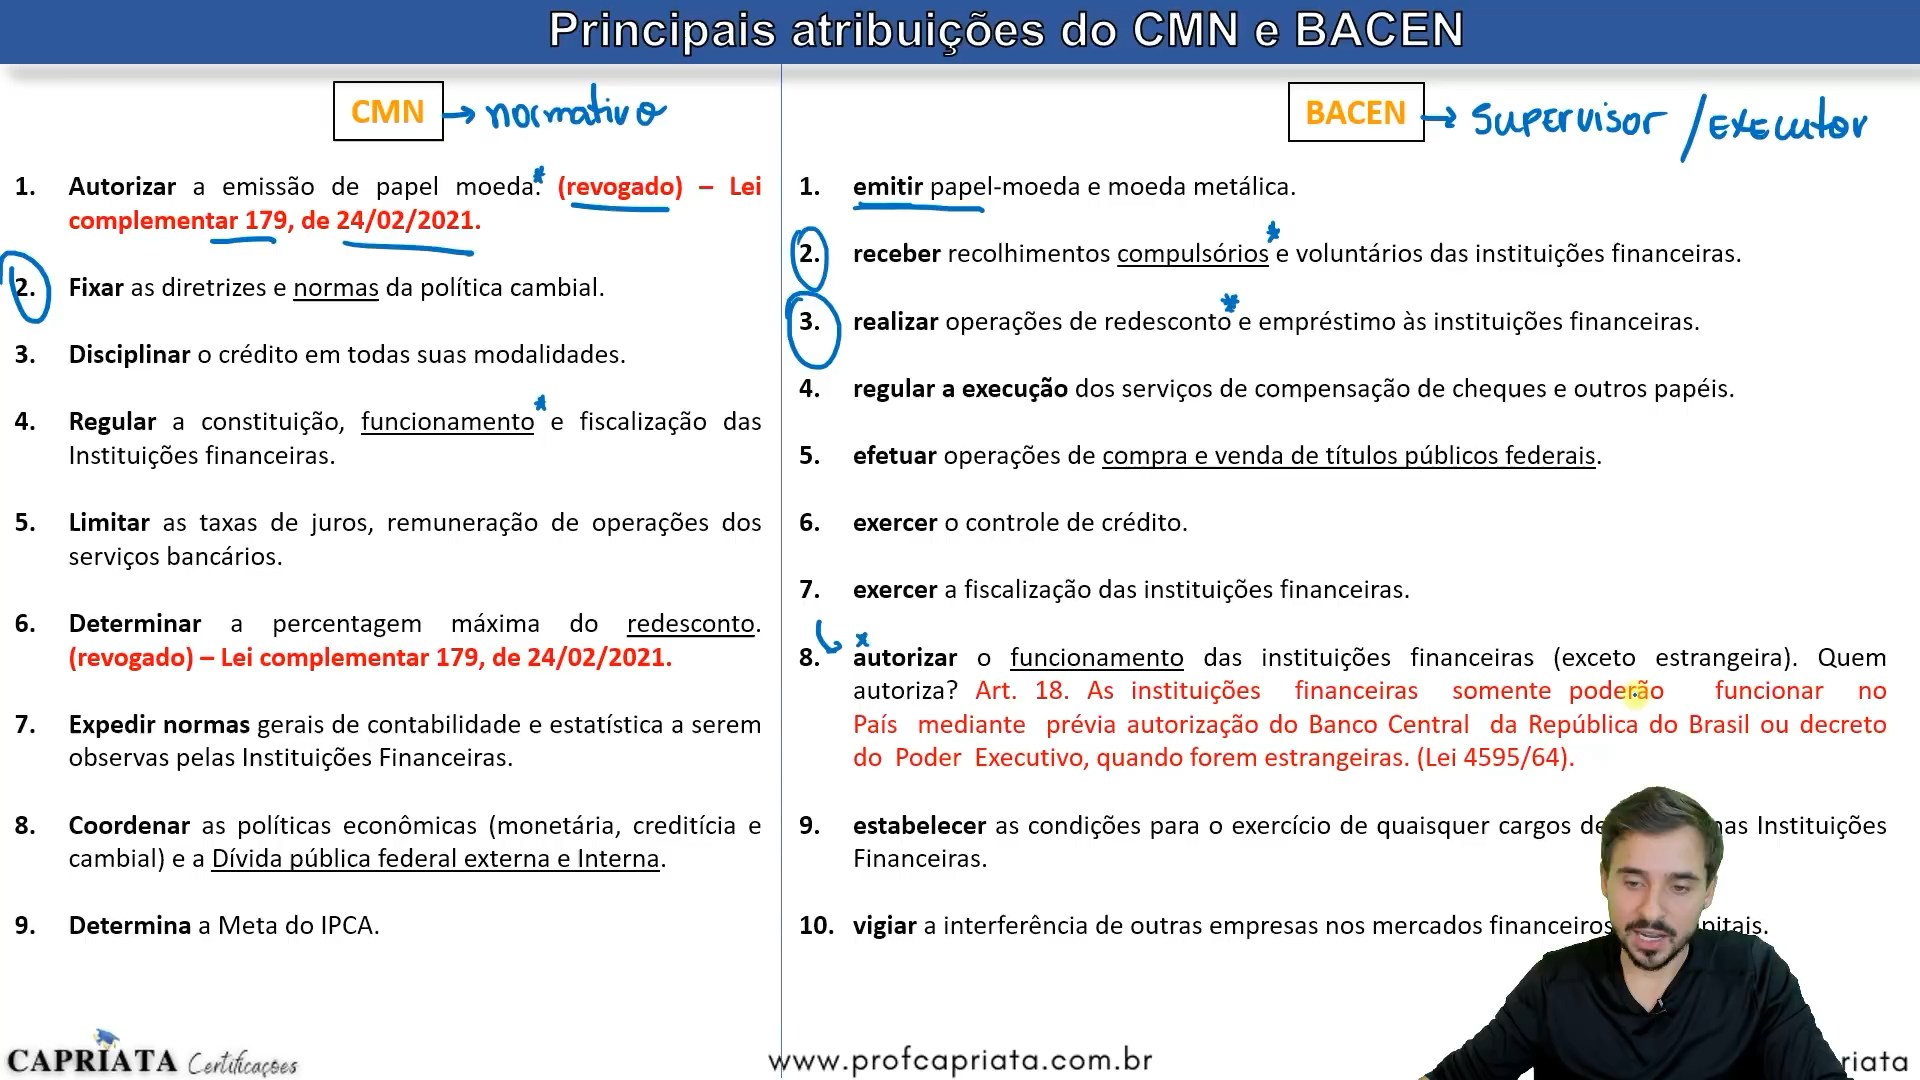 Principais atribuições do CMN e BACEN
CMN → normativo
1. Autorizar a emissão de papel moeda. (revogado) – Lei
complementar 179, de 24/02/2021.
2. Fixar as diretrizes e normas da política cambial.
3. Disciplinar o crédito em todas suas modalidades.
4. Regular a constituição, funcionamento e fiscalização das
Instituições financeiras.
5. Limitar as taxas de juros, remuneração de operações dos
serviços bancários.
6. Determinar a percentagem máxima do redesconto.
(revogado) – Lei complementar 179, de 24/02/2021.
7. Expedir normas gerais de contabilidade e estatística a serem
observas pelas Instituições Financeiras.
8. Coordenar as políticas econômicas (monetária, creditícia e
cambial) e a Dívida pública federal externa e Interna.
9. Determina a Meta do IPCA.
BACEN → SUPERVISOR / EXECUTOR
1. emitir papel-moeda e moeda metálica.
2. receber recolhimentos compulsórios e voluntários das instituições financeiras.
3. realizar operações de redesconto e empréstimo às instituições financeiras.
4. regular a execução dos serviços de compensação de cheques e outros papéis.
5. efetuar operações de compra e venda de títulos públicos federais.
6. exercer o controle de crédito.
7. exercer a fiscalização das instituições financeiras.
8. autorizar o funcionamento das instituições financeiras (exceto estrangeira). Quem
autoriza? Art. 18. As instituições financeiras somente poderão funcionar no
País mediante prévia autorização do Banco Central da República do Brasil ou decreto
do Poder Executivo, quando forem estrangeiras. (Lei 4595/64).
9. estabelecer as condições para o exercício de quaisquer cargos Instituições
Financeiras.
10. vigiar a interferência de outras empresas nos mercados financeiros
CAPRIATA Certificações
www.profcapriata.com.br